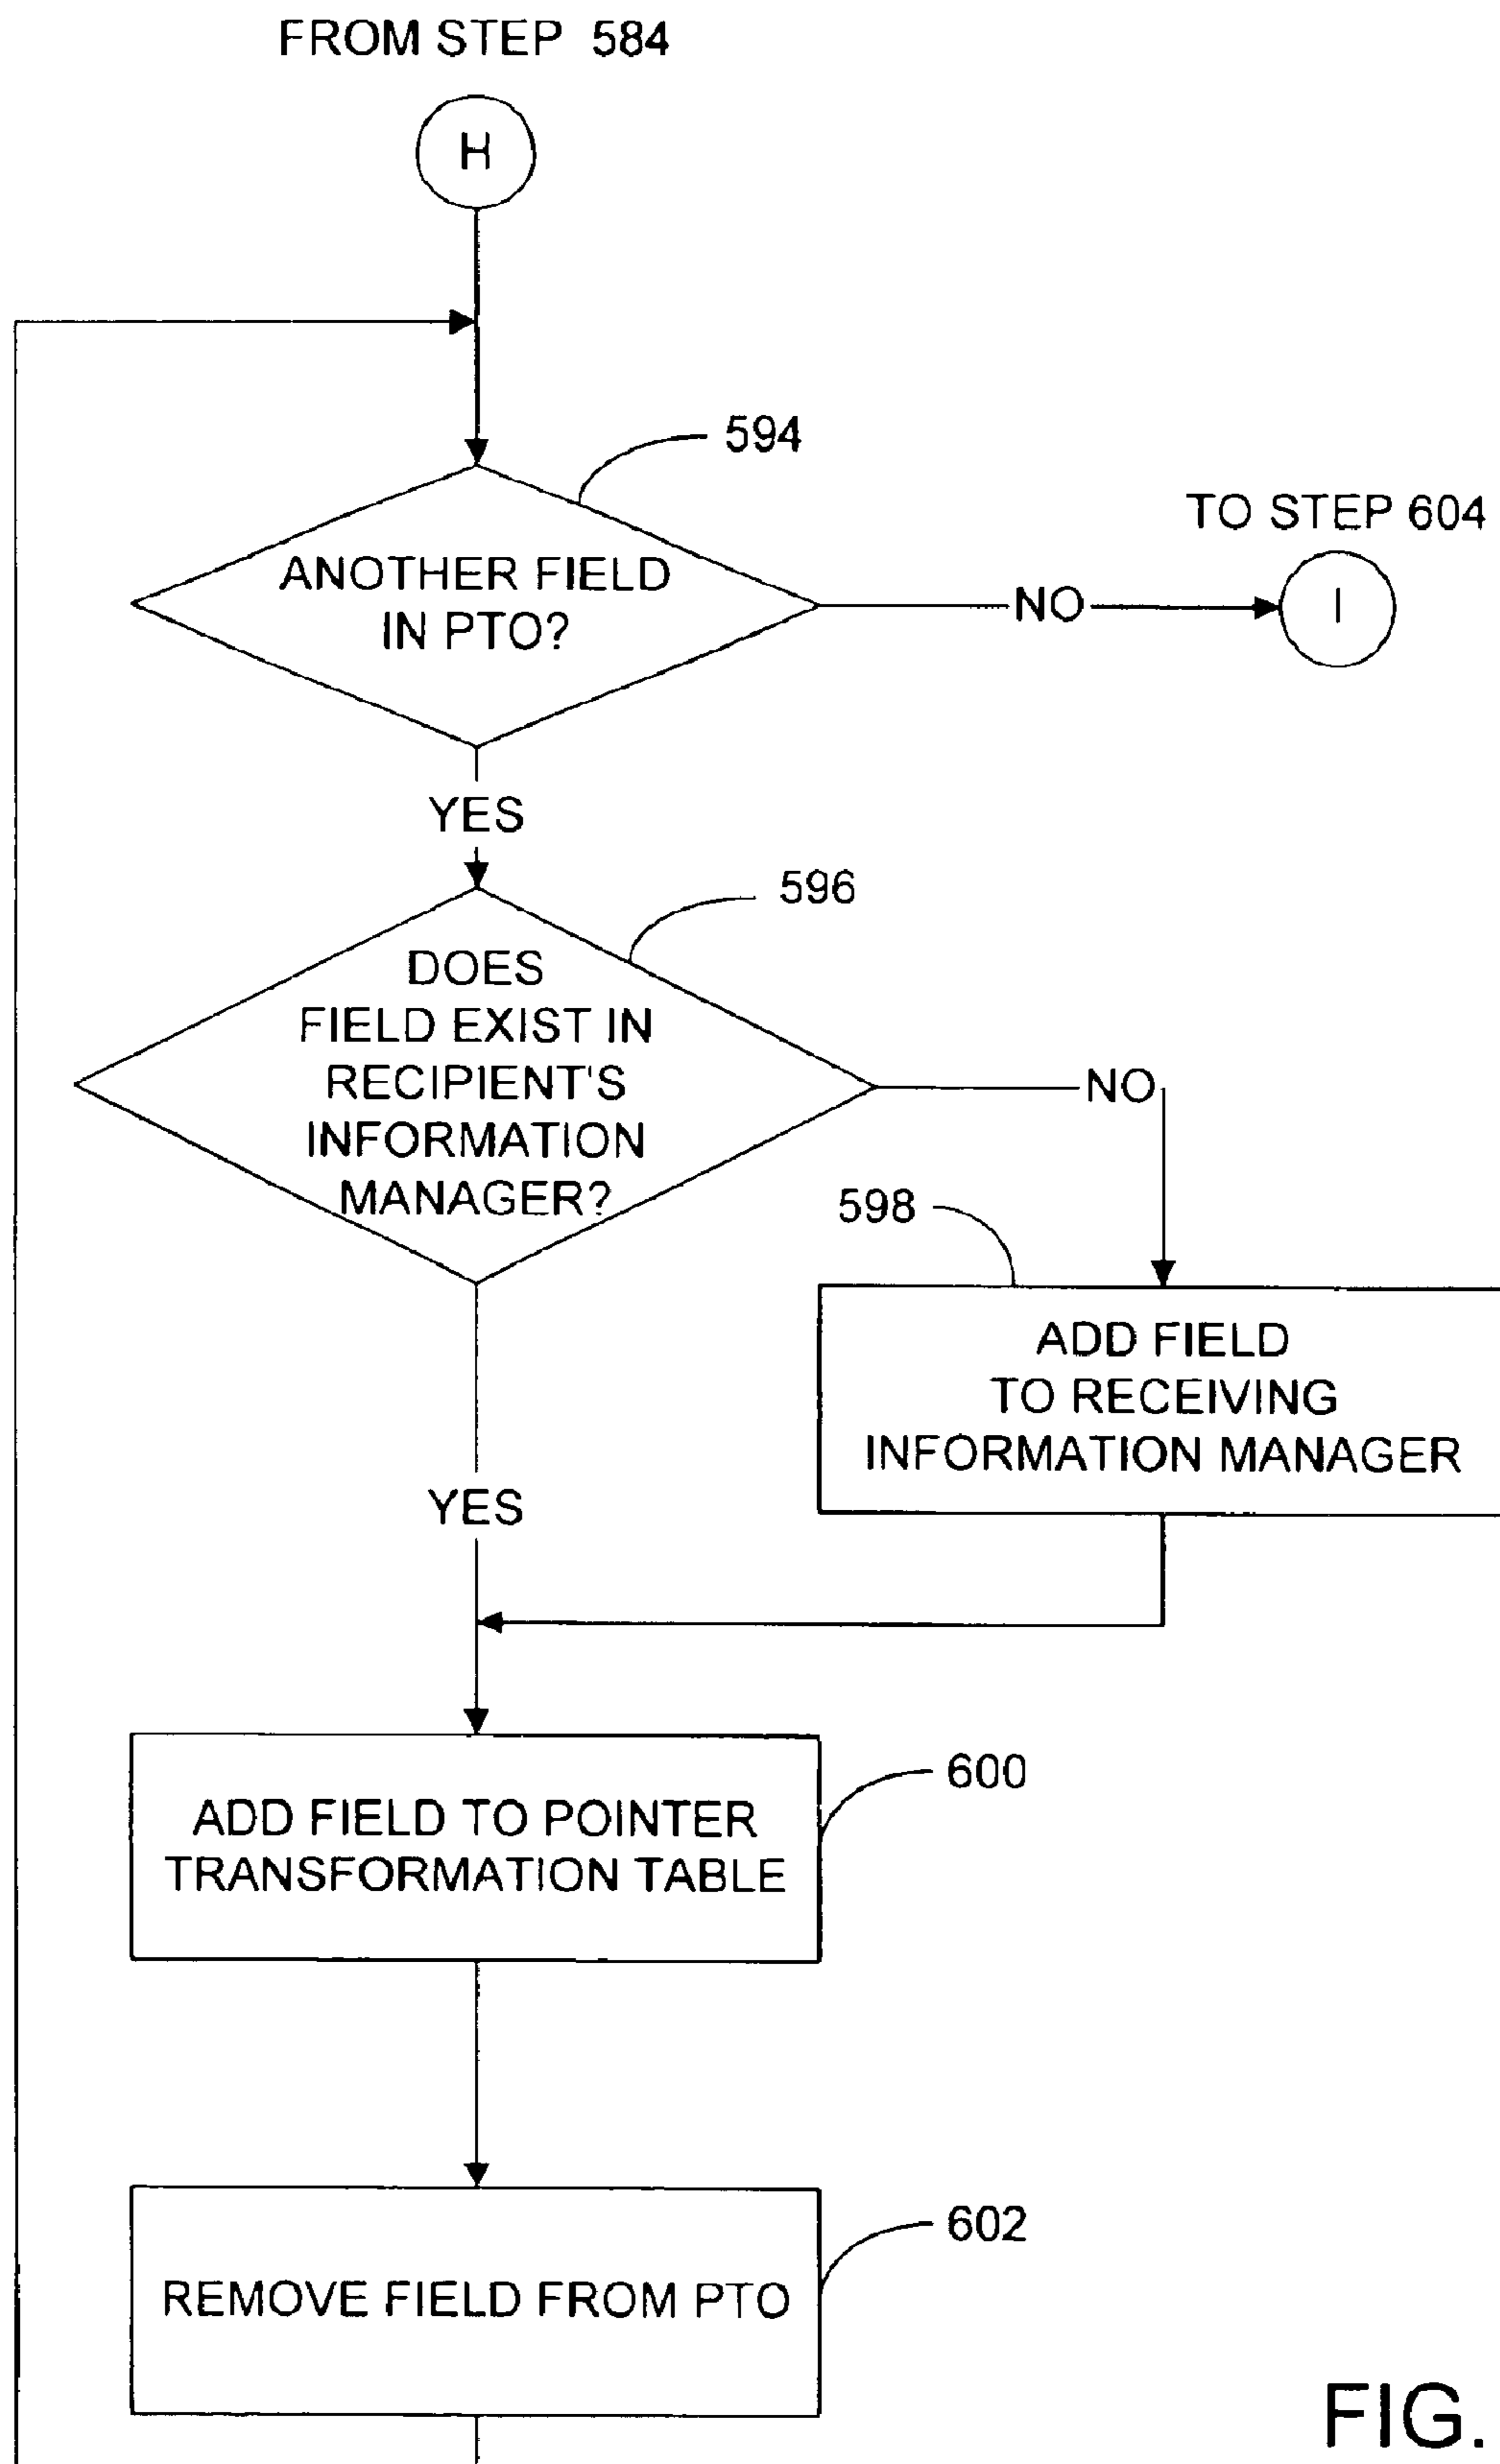 FROM STEP 584
H
594
TO STEP 604
ANOTHER FIELD
IN PTO?
NO
I
YES
596
DOES
FIELD EXIST IN
RECIPIENT'S
INFORMATION
MANAGER?
NO
598
ADD FIELD
TO RECEIVING
INFORMATION MANAGER
YES
600
ADD FIELD TO POINTER
TRANSFORMATION TABLE
602
REMOVE FIELD FROM PTO
FIG.